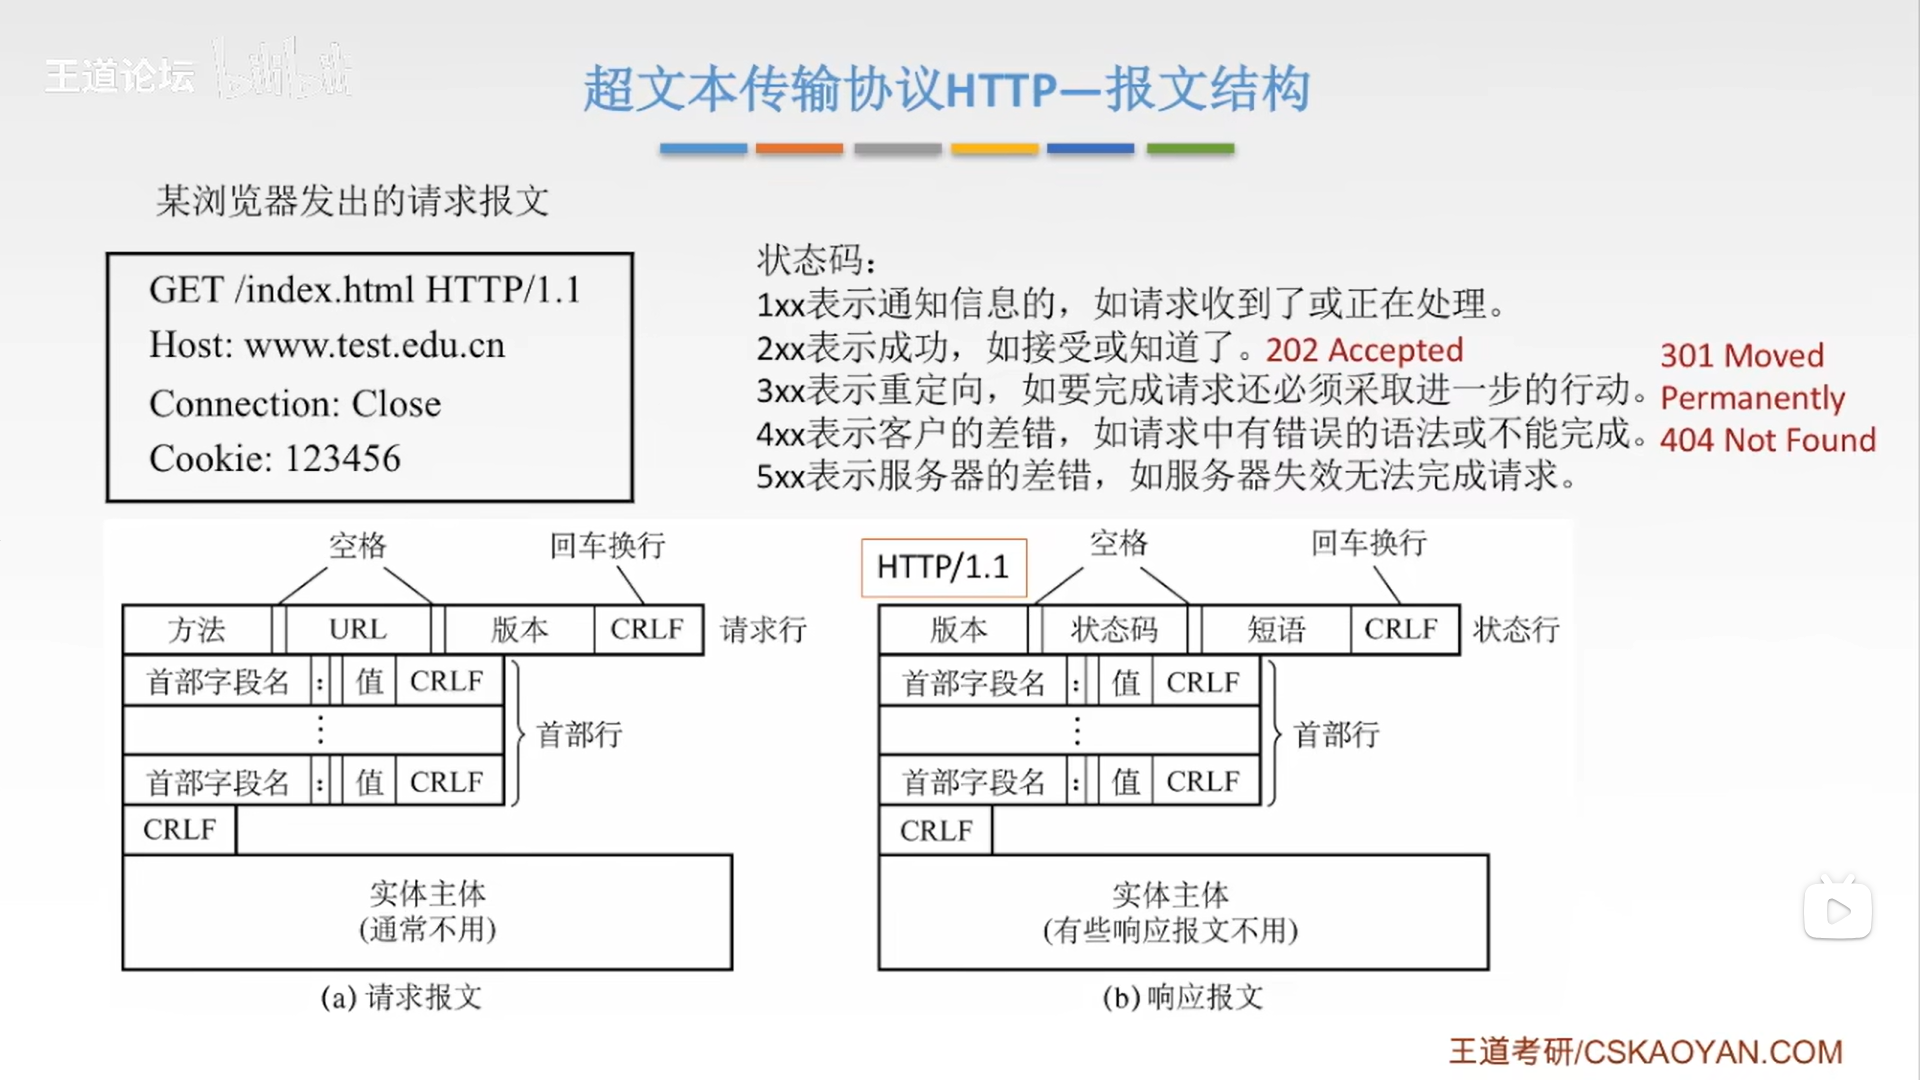 王道论坛 bilibili
超文本传输协议HTTP—报文结构
某浏览器发出的请求报文
GET /index.html HTTP/1.1
Host: www.test.edu.cn
Connection: Close
Cookie: 123456
状态码：
1xx表示通知信息的，如请求收到了或正在处理。
2xx表示成功，如接受或知道了。202 Accepted
3xx表示重定向，如要完成请求还必须采取进一步的行动。
301 Moved
Permanently
4xx表示客户的差错，如请求中有错误的语法或不能完成。404 Not Found
5xx表示服务器的差错，如服务器失效无法完成请求。
空格 回车换行
方法 URL 版本 CRLF 请求行
首部字段名 : 值 CRLF
⋮
首部行
首部字段名 : 值 CRLF
CRLF
实体主体
(通常不用)
(a) 请求报文
HTTP/1.1
空格 回车换行
版本 状态码 短语 CRLF 状态行
首部字段名 : 值 CRLF
⋮
首部行
首部字段名 : 值 CRLF
CRLF
实体主体
(有些响应报文不用)
(b) 响应报文
王道考研/CSKAOYAN.COM